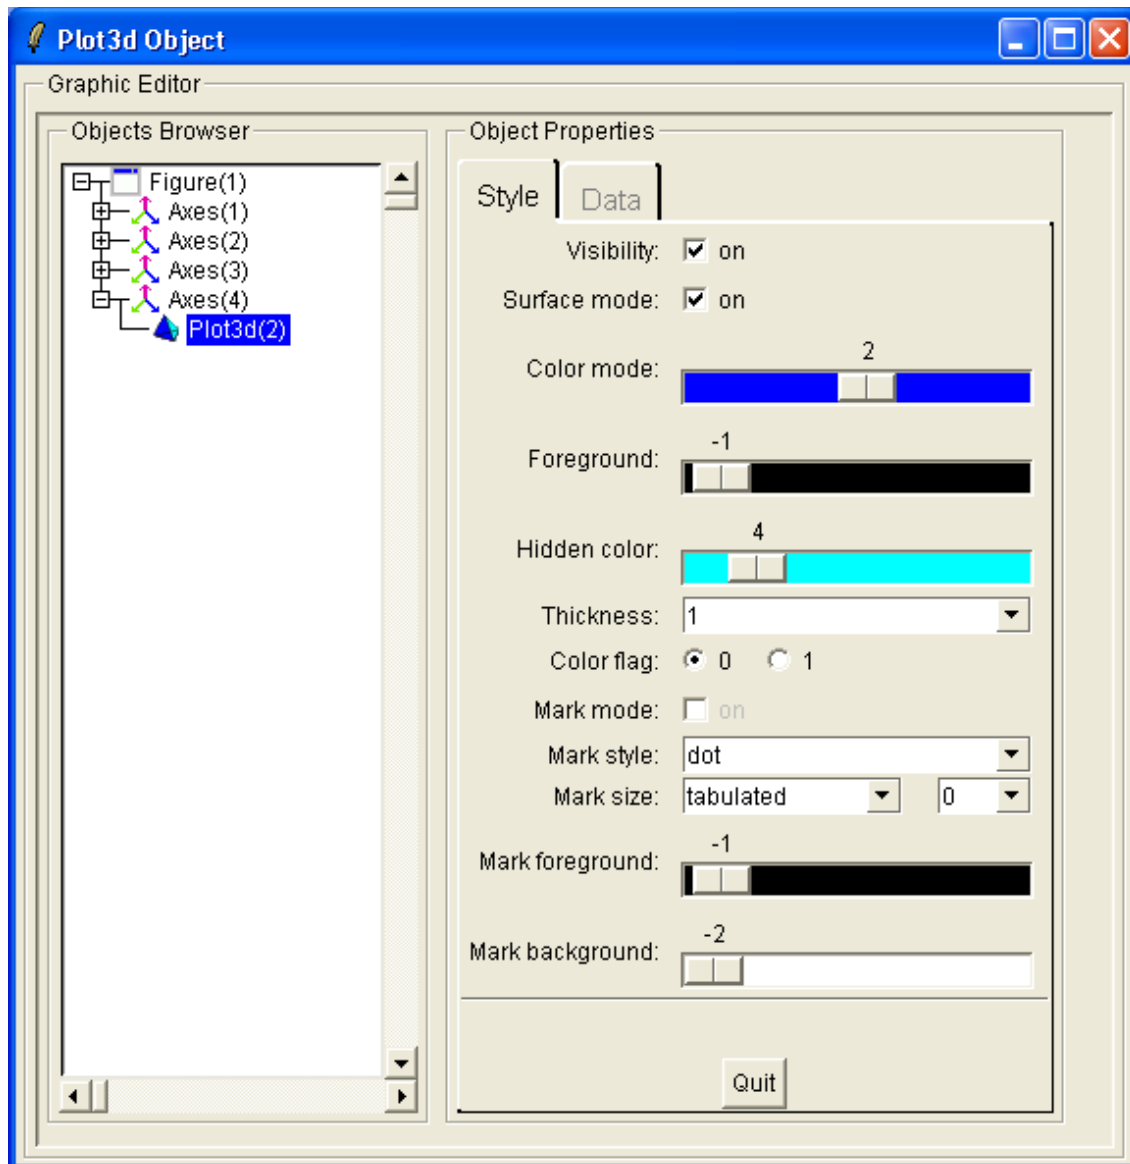 Plot3d Object
Graphic Editor
Objects Browser
Figure(1)
Axes(1)
Axes(2)
Axes(3)
Axes(4)
Plot3d(2)
Object Properties
Style Data
Visibility: on
Surface mode: on
2
Color mode:
-1
Foreground:
4
Hidden color:
Thickness: 1
Color flag: 0 1
Mark mode: on
Mark style: dot
Mark size: tabulated 0
-1
Mark foreground:
-2
Mark background:
Quit